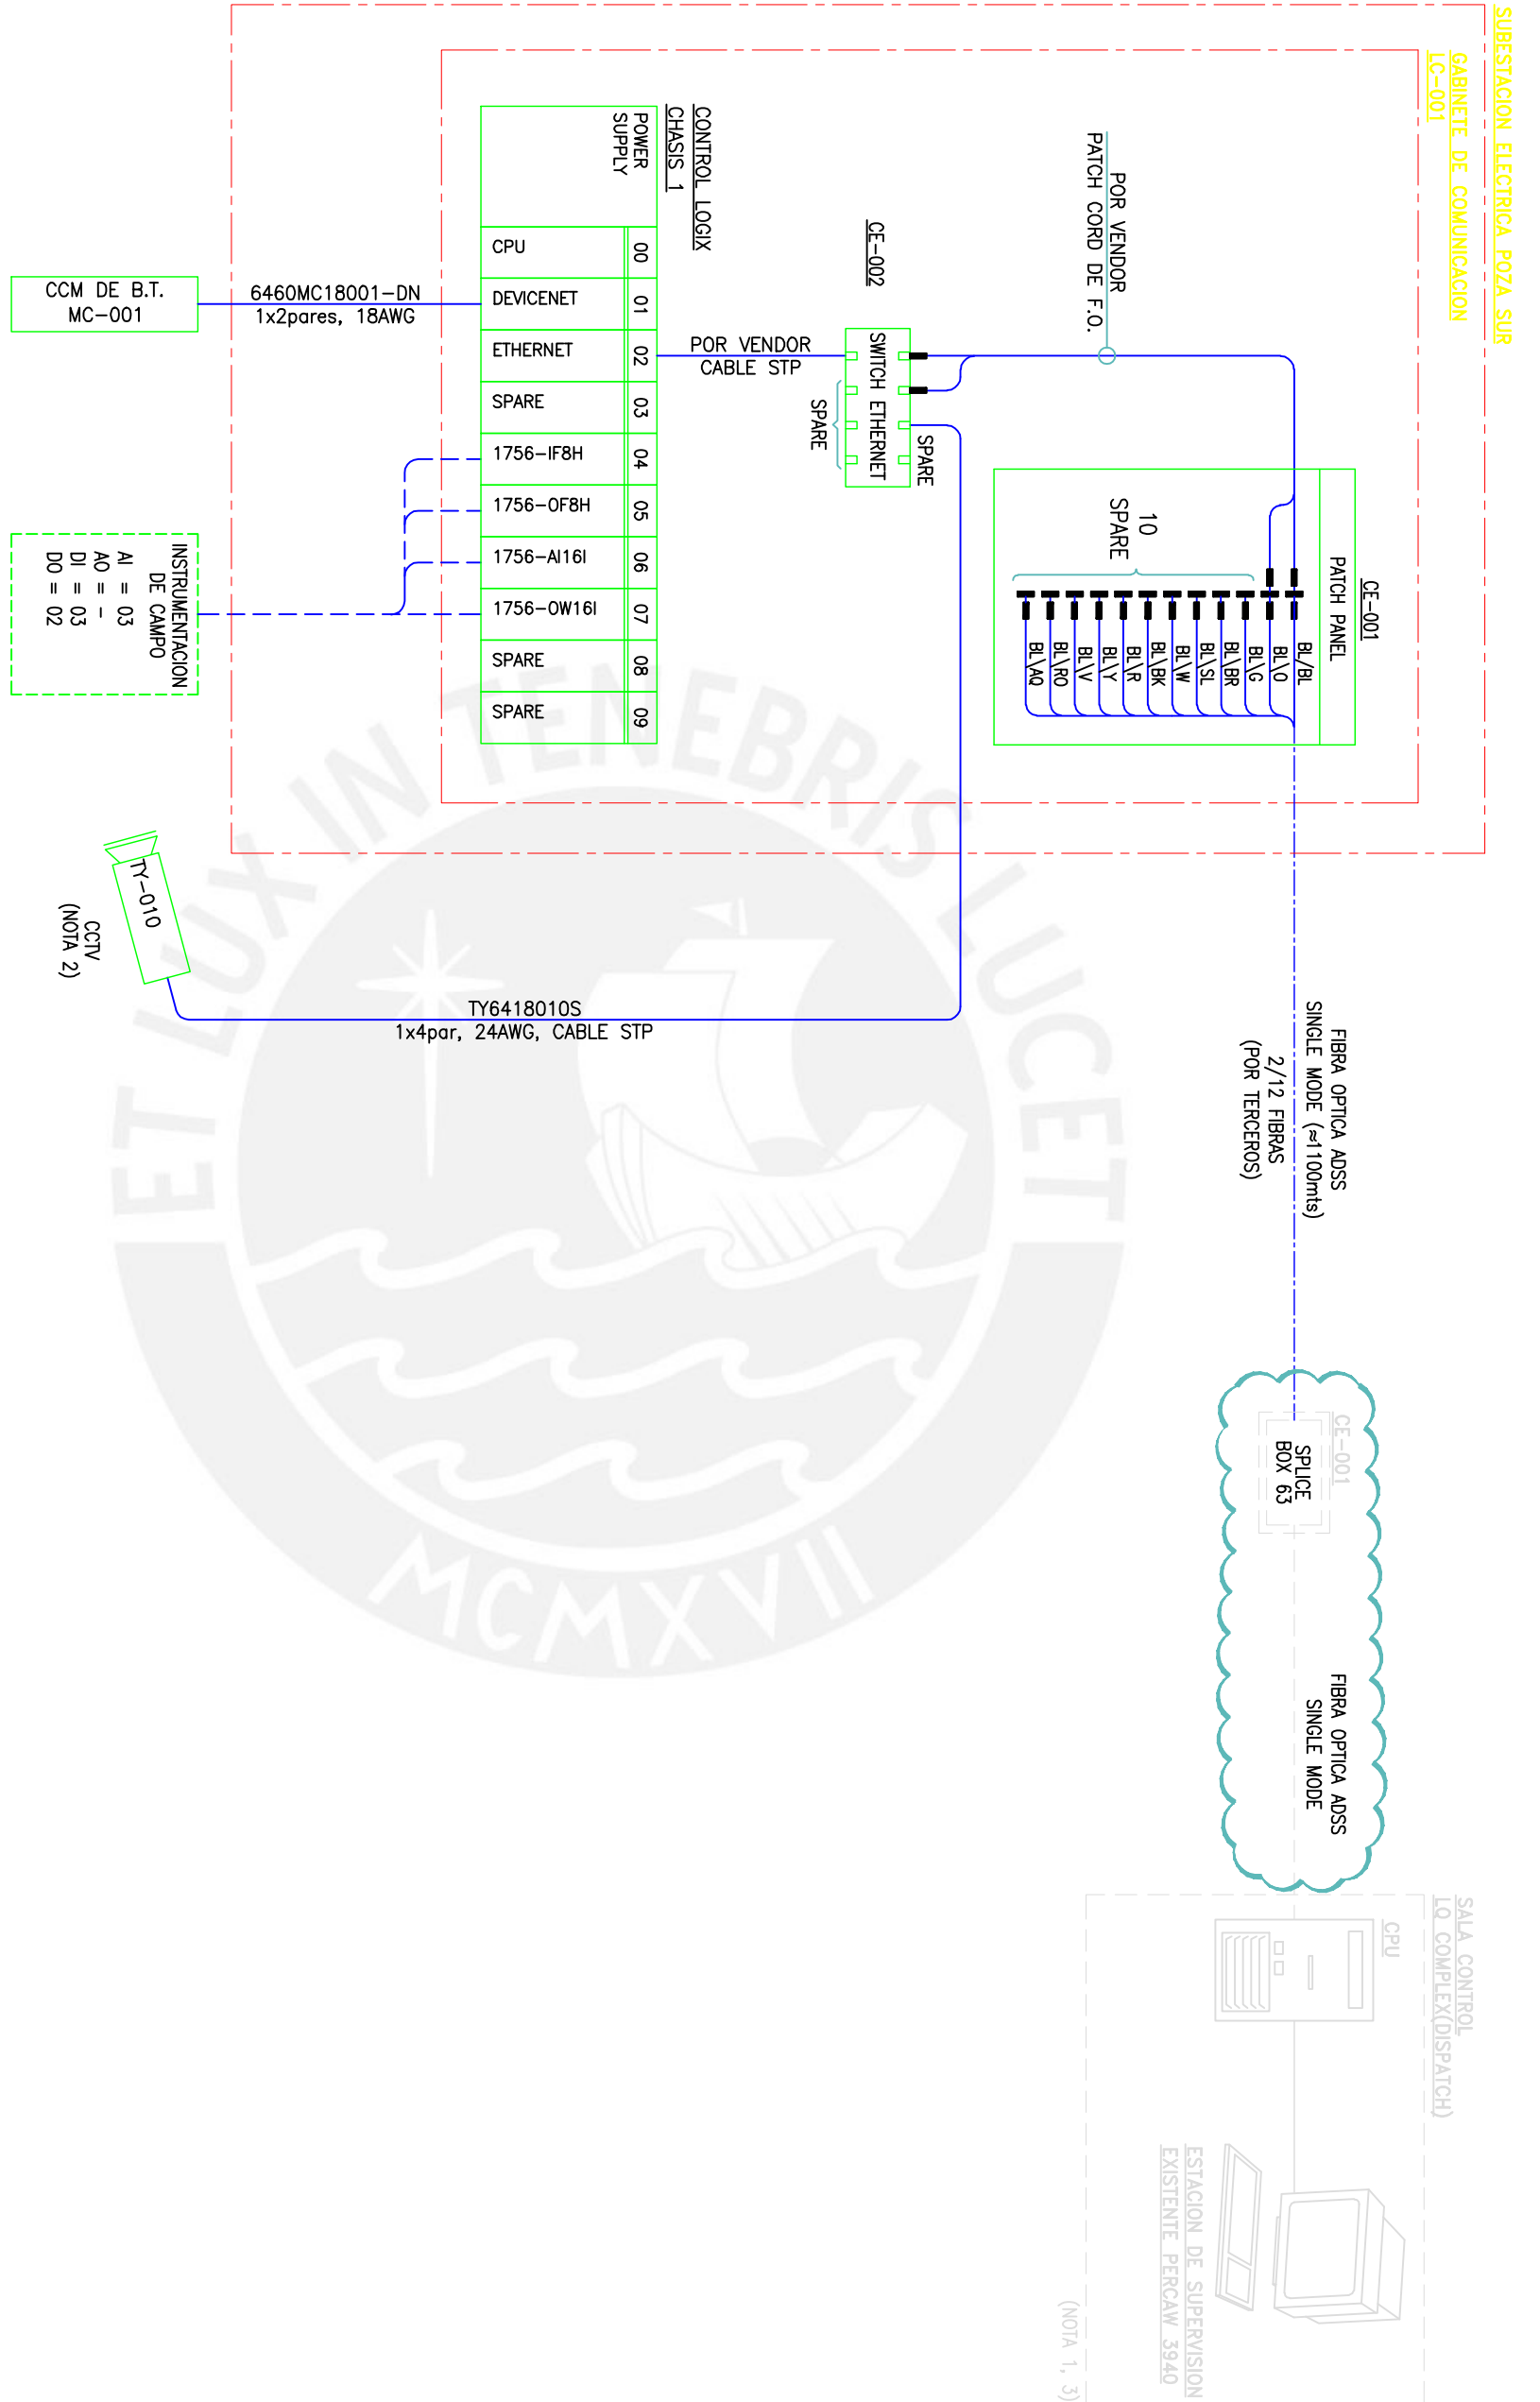 SUBESTACION ELECTRICA POZA SUR
GABINETE DE COMUNICACION
LC-001
POR VENDOR
PATCH CORD DE F.O.
CE-001
PATCH PANEL
10
SPARE
BL/BL
BL\O
BL\G
BL\BR
BL\SL
BL\W
BL\BK
BL\R
BL\Y
BL\V
BL\RO
BL\AQ
CE-002
SWITCH ETHERNET
SPARE
SPARE
POR VENDOR
CABLE STP
CONTROL LOGIX
CHASIS 1
POWER
SUPPLY
00
CPU
01
DEVICENET
02
ETHERNET
03
SPARE
04
1756-IF8H
05
1756-OF8H
06
1756-AI16I
07
1756-OW16I
08
SPARE
09
SPARE
6460MC18001-DN
1x2pares, 18AWG
CCM DE B.T.
MC-001
INSTRUMENTACION
DE CAMPO
AI = 03
AO = -
DI = 03
DO = 02
TY-010
CCTV
(NOTA 2)
TY6418010S
1x4par, 24AWG, CABLE STP
FIBRA OPTICA ADSS
SINGLE MODE (≈1100mts)
2/12 FIBRAS
(POR TERCEROS)
CE-001
SPLICE
BOX 63
FIBRA OPTICA ADSS
SINGLE MODE
SALA CONTROL
LQ COMPLEX(DISPATCH)
CPU
ESTACION DE SUPERVISION
EXISTENTE PERCAW 3940
(NOTA 1, 3)
ET LUX IN TENEBRIS LUCET
MCMXVII